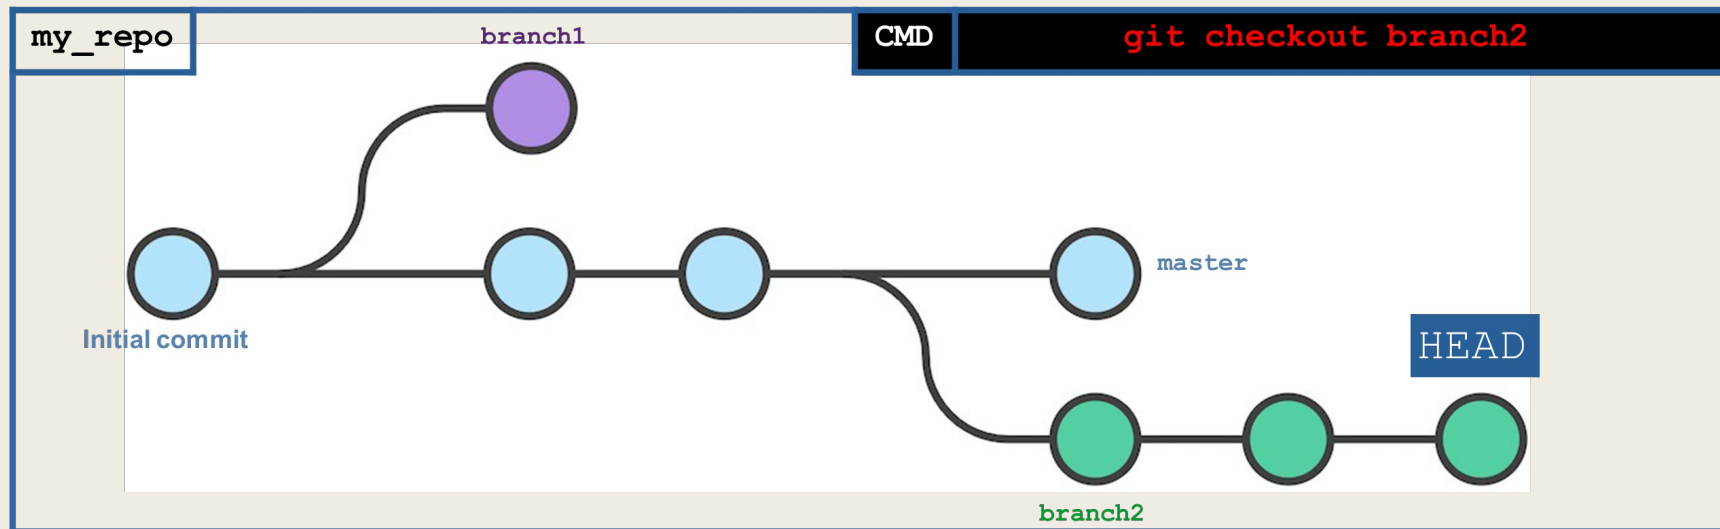 my_repo
branch1
CMD
git checkout branch2
master
Initial commit
HEAD
branch2